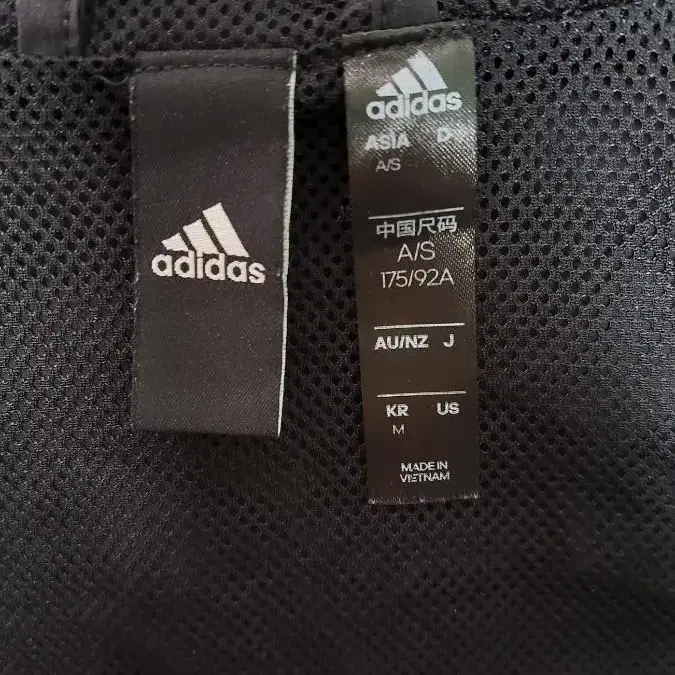 adidas
adidas
ASIA D
A/S
中国尺码
A/S
175/92A
AU/NZ J
KR US
M
MADE IN
VIETNAM